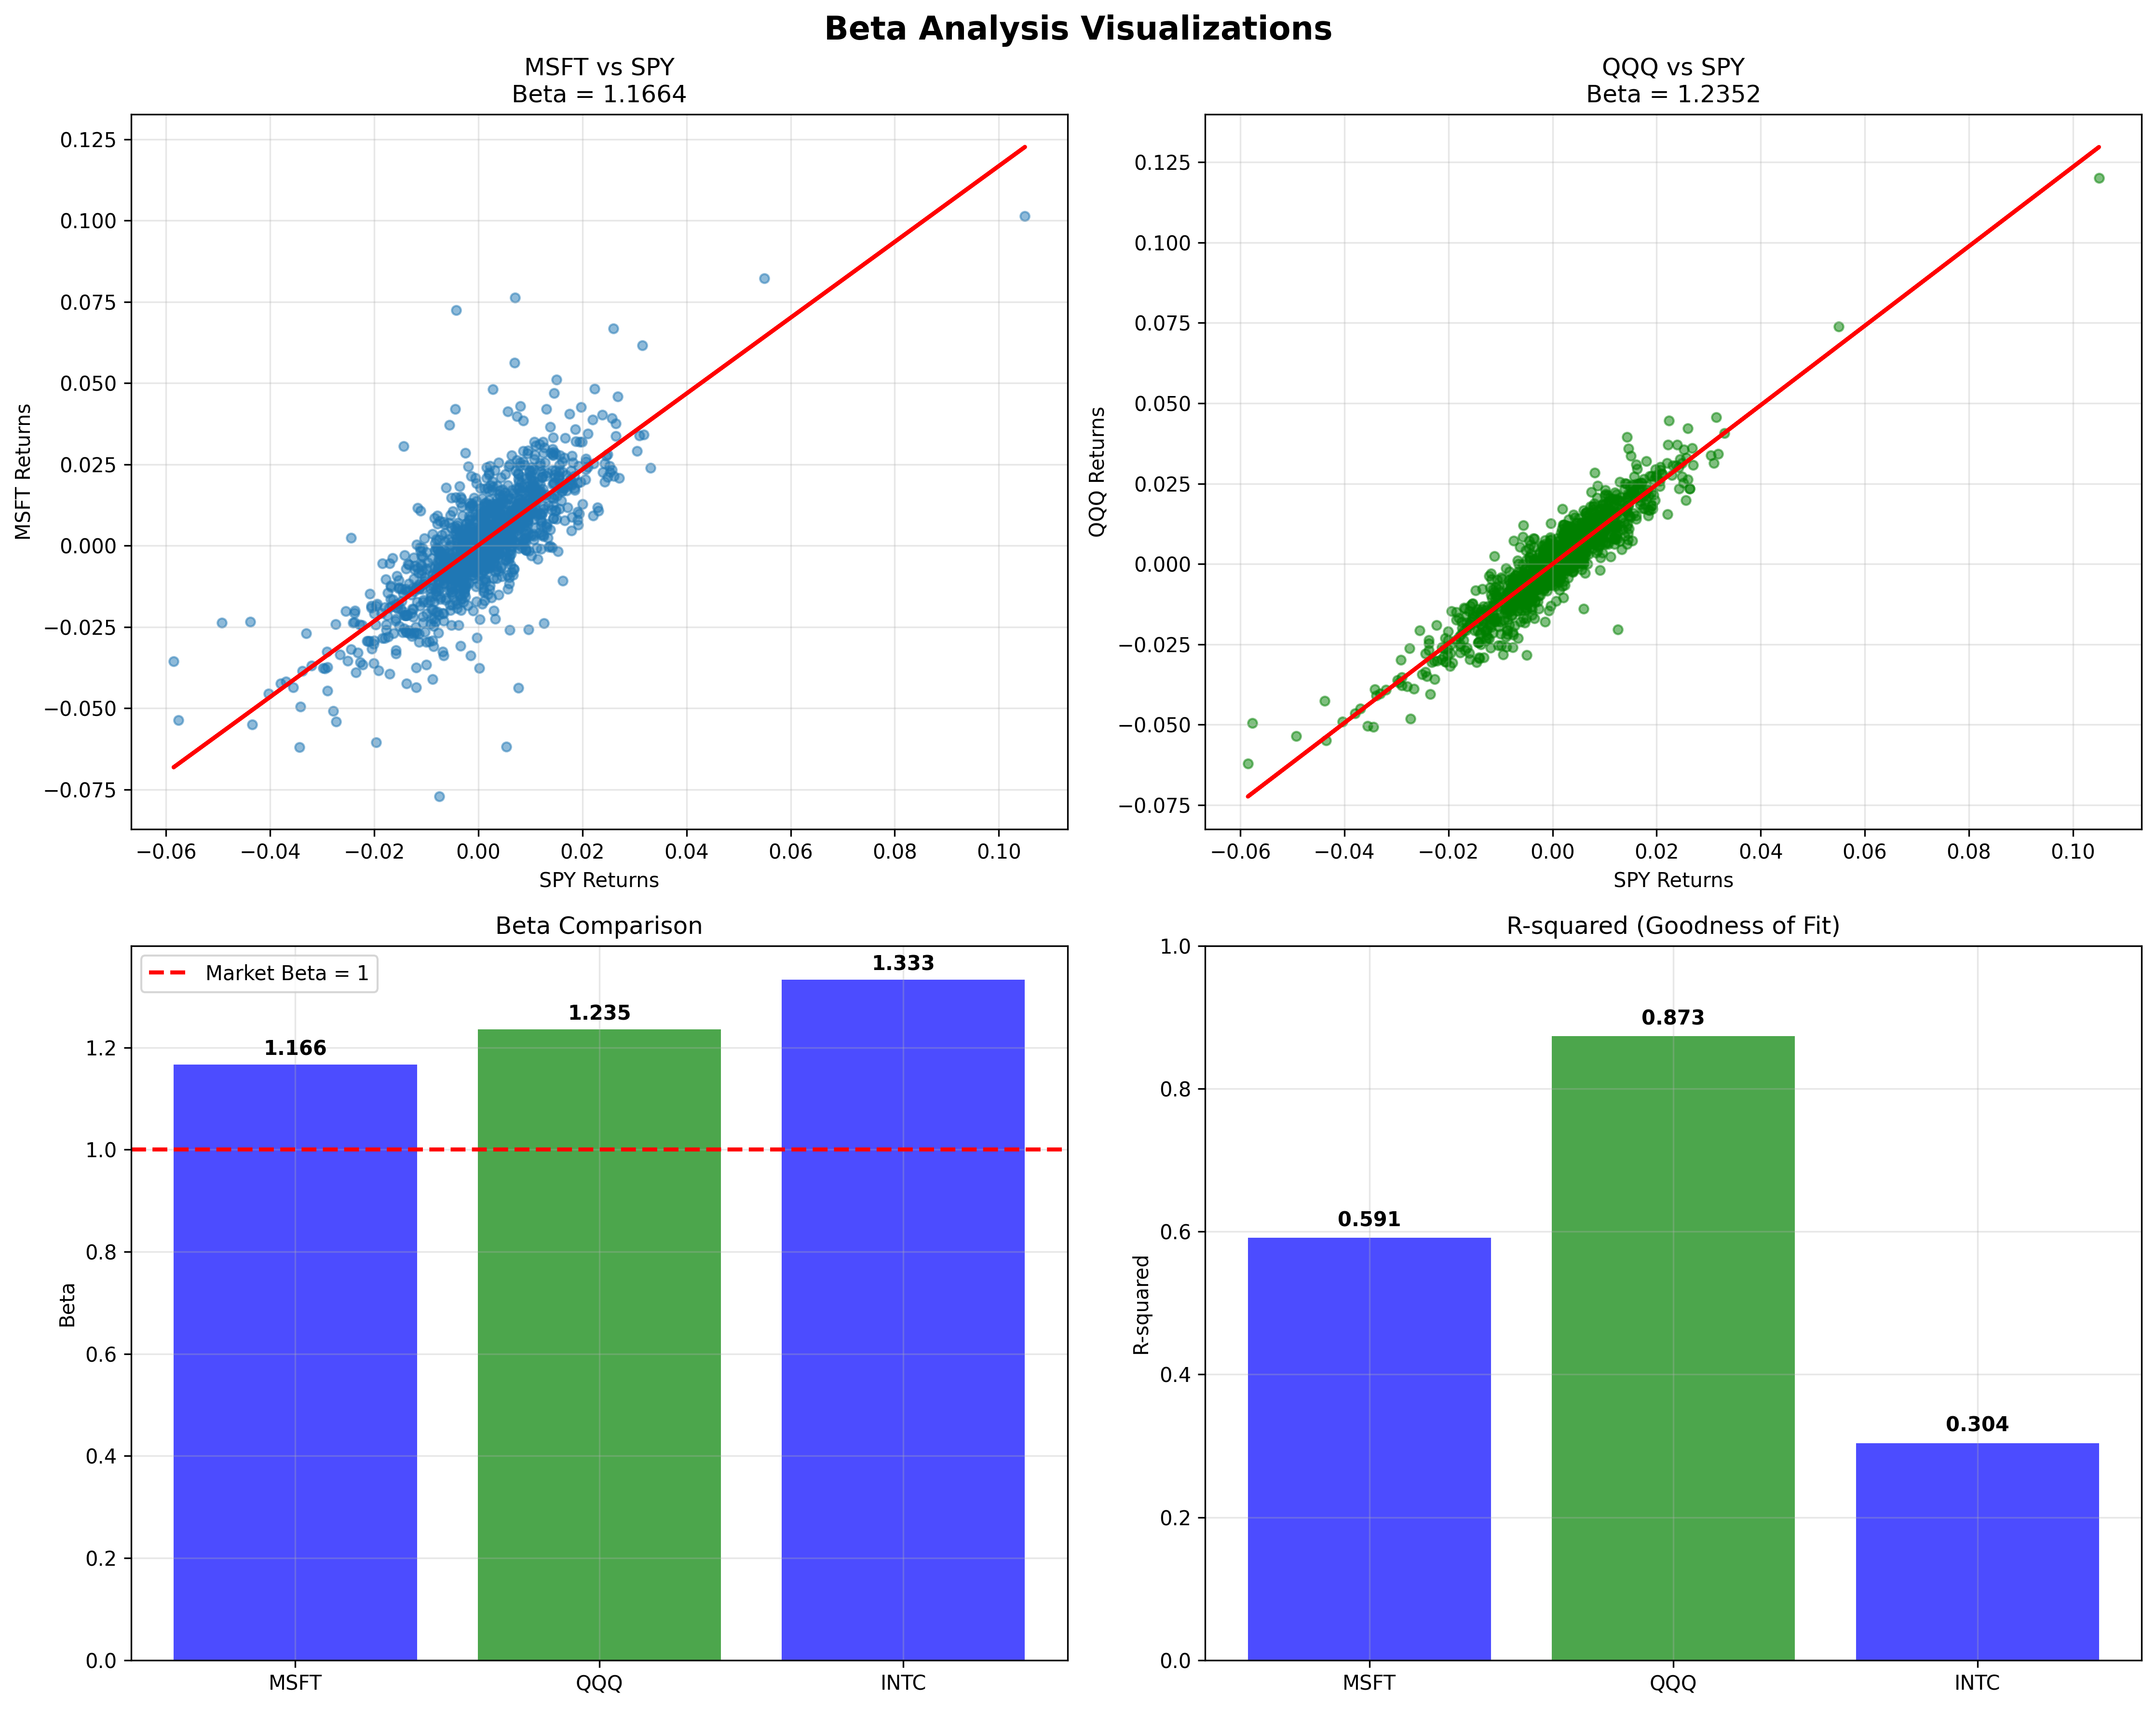 Beta Analysis Visualizations
MSFT vs SPY
Beta = 1.1664
0.125
0.100
0.075
0.050
0.025
0.000
−0.025
−0.050
−0.075
MSFT Returns
−0.06 −0.04 −0.02 0.00 0.02 0.04 0.06 0.08 0.10
SPY Returns
QQQ vs SPY
Beta = 1.2352
0.125
0.100
0.075
0.050
0.025
0.000
−0.025
−0.050
−0.075
QQQ Returns
−0.06 −0.04 −0.02 0.00 0.02 0.04 0.06 0.08 0.10
SPY Returns
Beta Comparison
Market Beta = 1
1.166
1.235
1.333
1.2
1.0
0.8
0.6
0.4
0.2
0.0
Beta
MSFT QQQ INTC
R-squared (Goodness of Fit)
0.591
0.873
0.304
1.0
0.8
0.6
0.4
0.2
0.0
R-squared
MSFT QQQ INTC